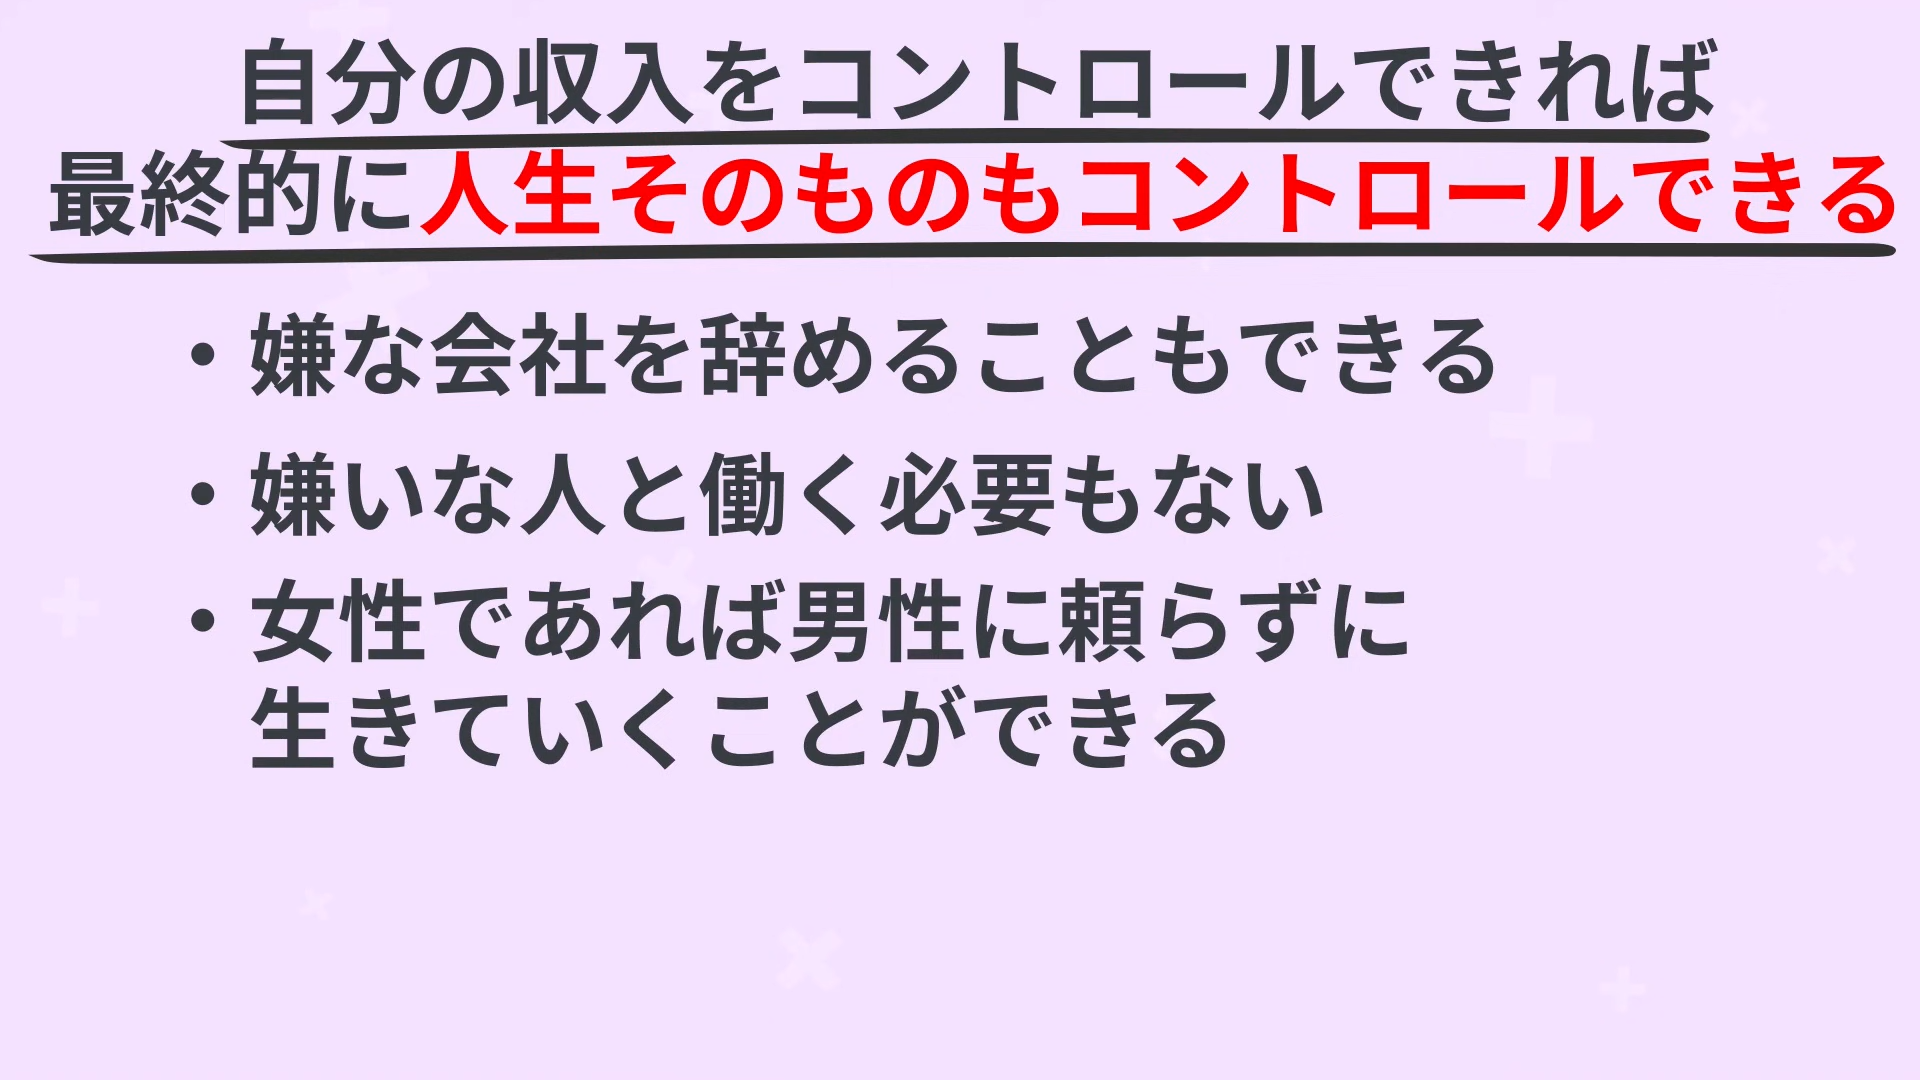 自分の収入をコントロールできれば
最終的に人生そのものもコントロールできる
・嫌な会社を辞めることもできる
・嫌いな人と働く必要もない
・女性であれば男性に頼らずに
生きていくことができる